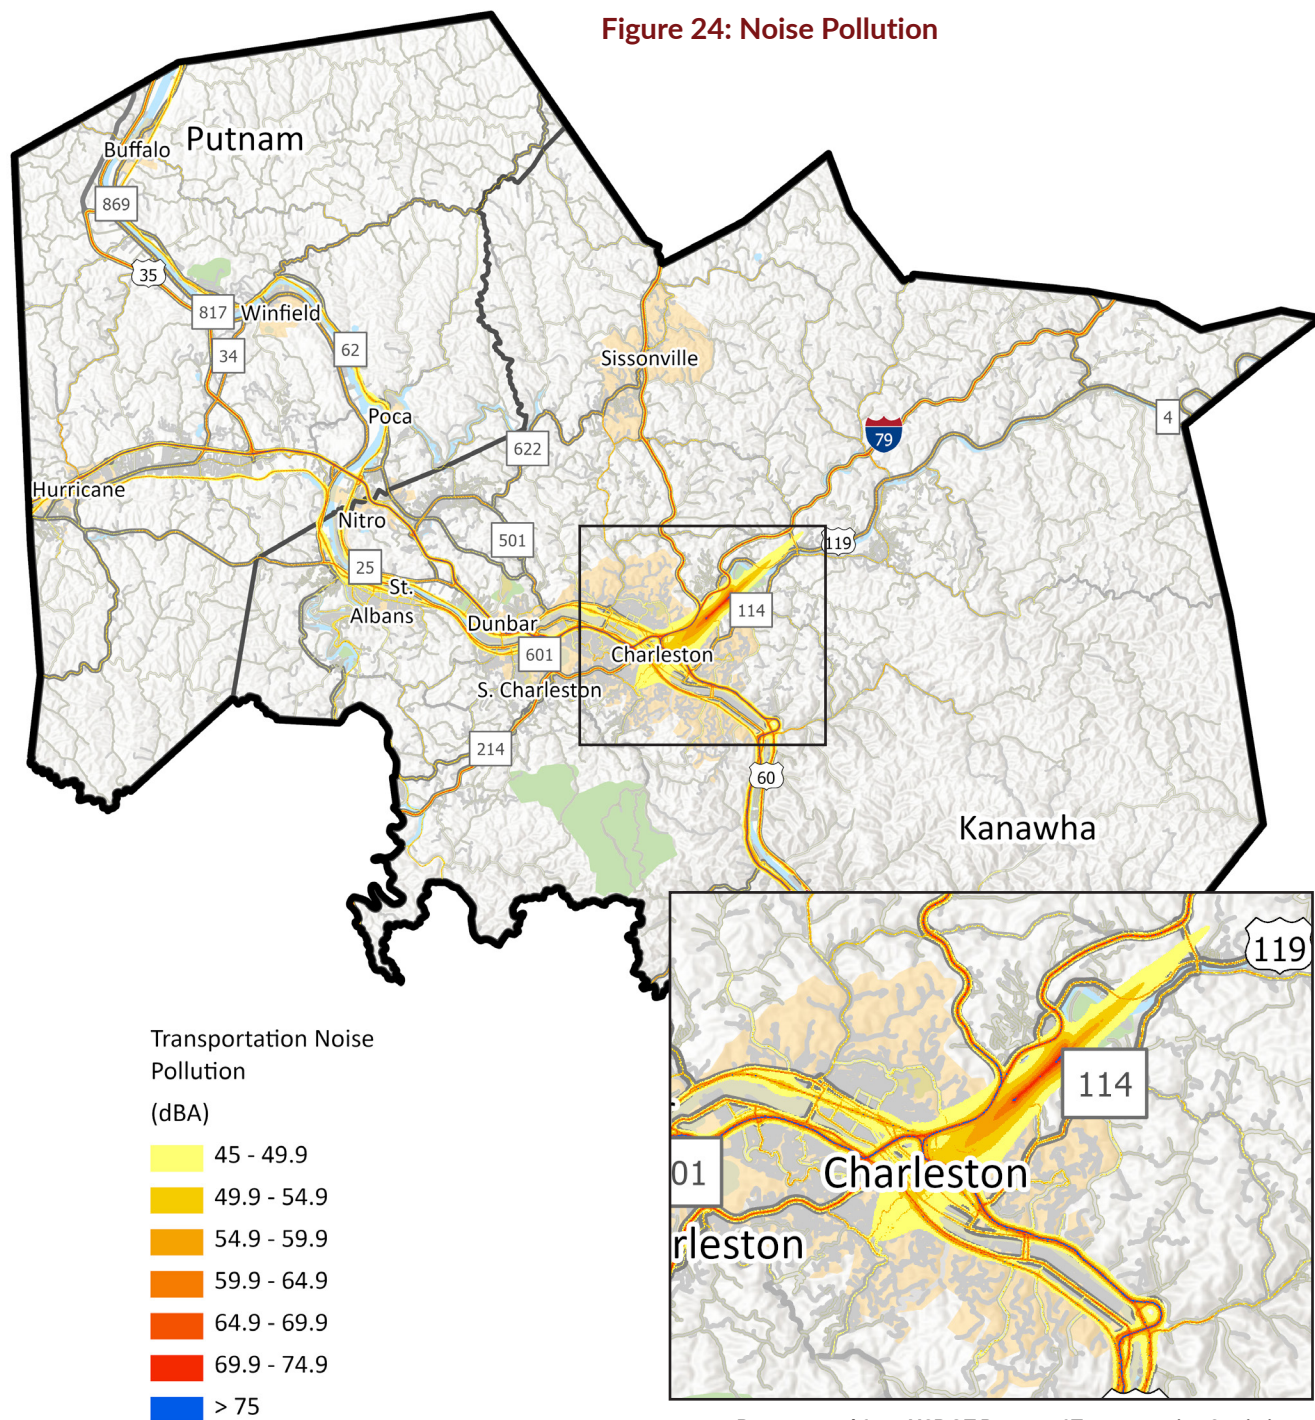 Figure 24: Noise Pollution
Putnam
Buffalo
869
35
817
Winfield
34
62
Sissonville
Poca
4
79
622
Hurricane
Nitro
501
119
25
St.
Albans
114
Dunbar
601
Charleston
S. Charleston
214
60
Kanawha
119
114
01
Charleston
rleston
Transportation Noise
Pollution
(dBA)
45 - 49.9
49.9 - 54.9
54.9 - 59.9
59.9 - 64.9
64.9 - 69.9
69.9 - 74.9
> 75